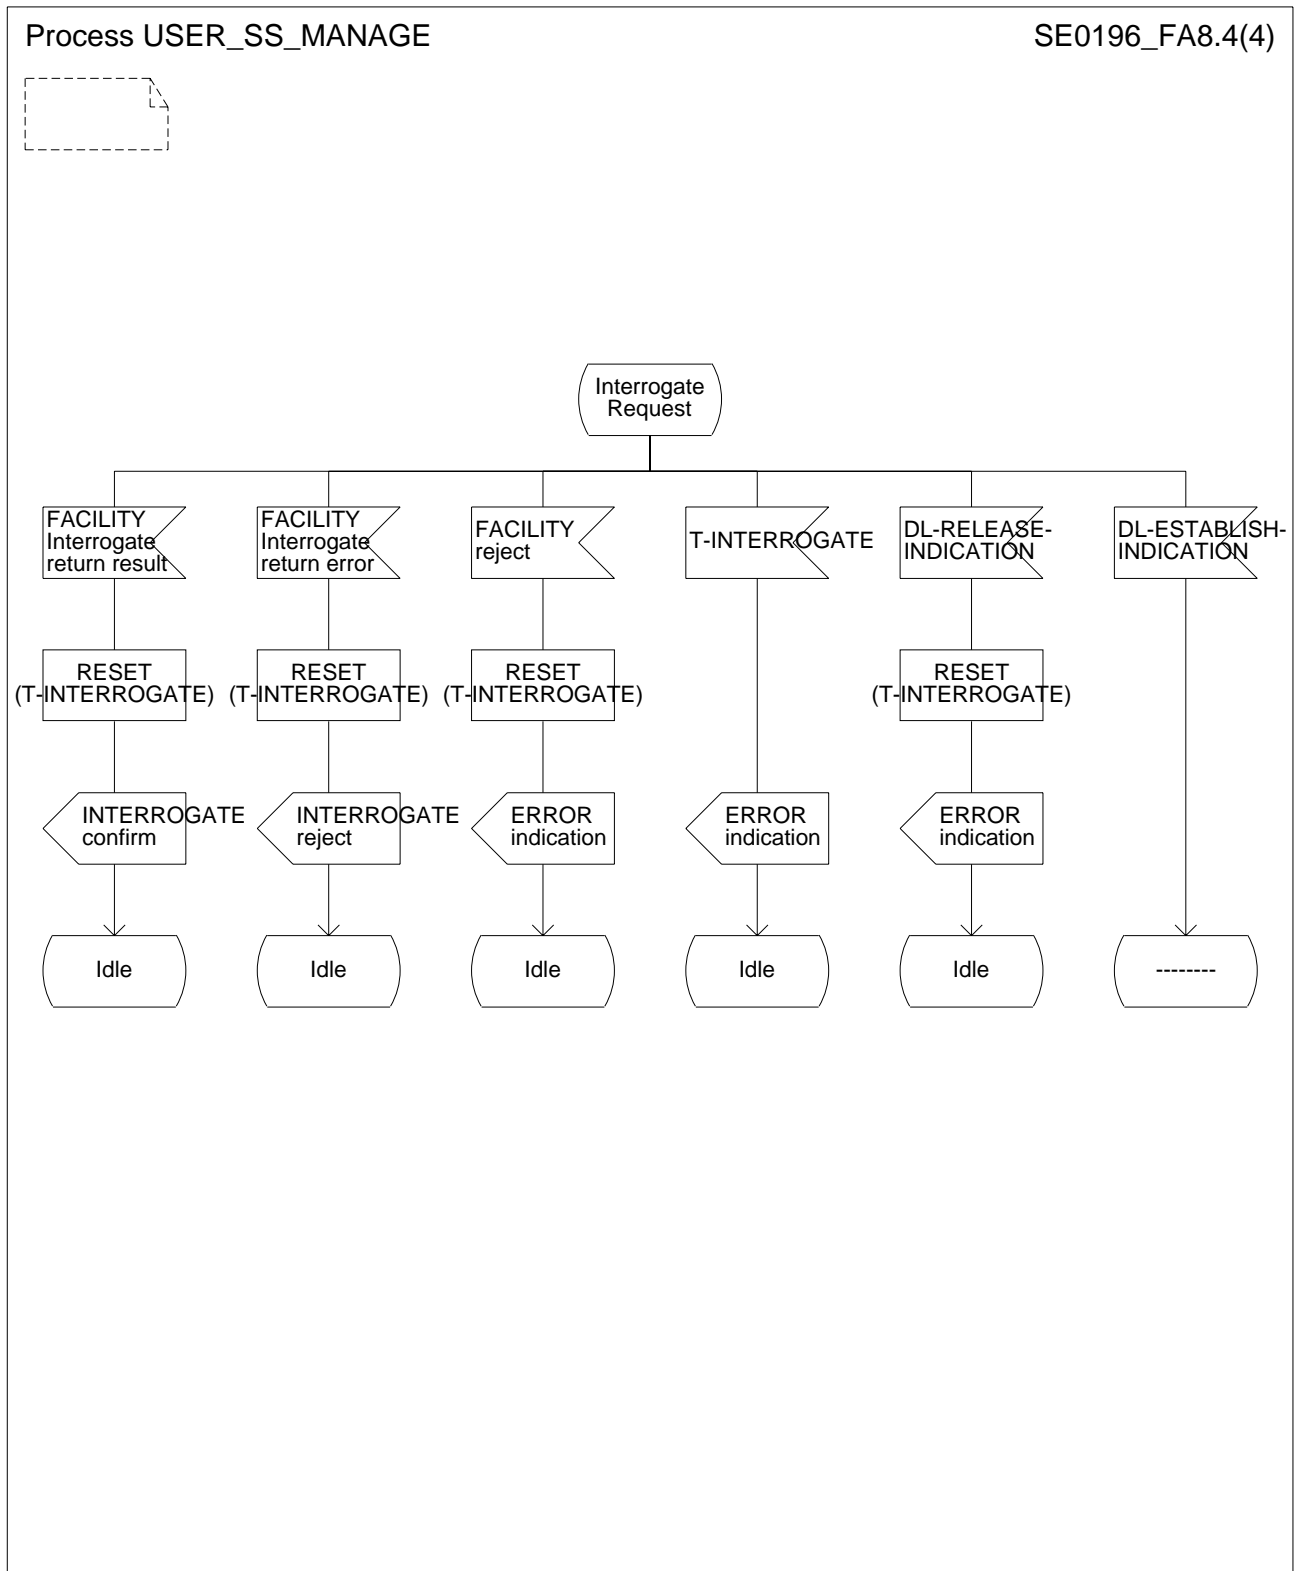 Process USER_SS_MANAGE
SE0196_FA8.4(4)
Interrogate
Request
FACILITY
Interrogate
return result
FACILITY
Interrogate
return error
FACILITY
reject
T-INTERROGATE
DL-RELEASE-
INDICATION
DL-ESTABLISH-
INDICATION
RESET
(T-INTERROGATE)
RESET
(T-INTERROGATE)
RESET
(T-INTERROGATE)
RESET
(T-INTERROGATE)
INTERROGATE
confirm
INTERROGATE
reject
ERROR
indication
ERROR
indication
ERROR
indication
Idle
Idle
Idle
Idle
Idle
--------